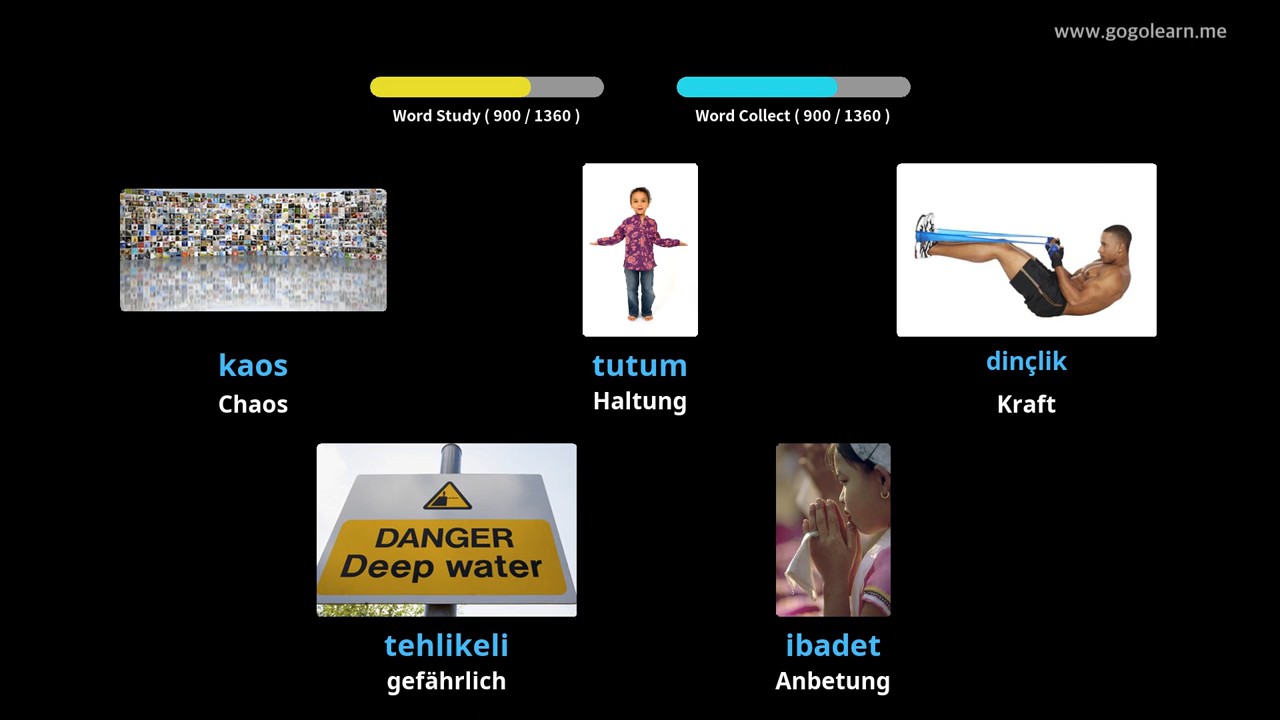 www.gogolearn.me
Word Study ( 900 / 1360 )
Word Collect ( 900 / 1360 )
kaos
Chaos
tutum
Haltung
dinçlik
Kraft
DANGER
Deep water
tehlikeli
gefährlich
ibadet
Anbetung